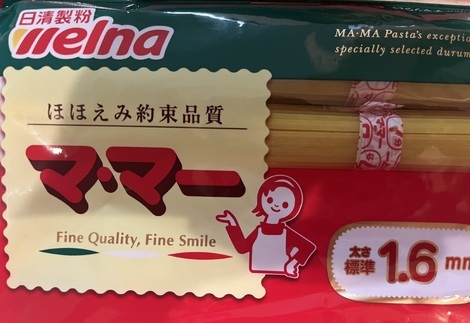 日清製粉
Welna
MA・MA Pasta's exception
specially selected durum
ほほえみ約束品質
マ・マー
Fine Quality, Fine Smile
太さ
標準
1.6 mm